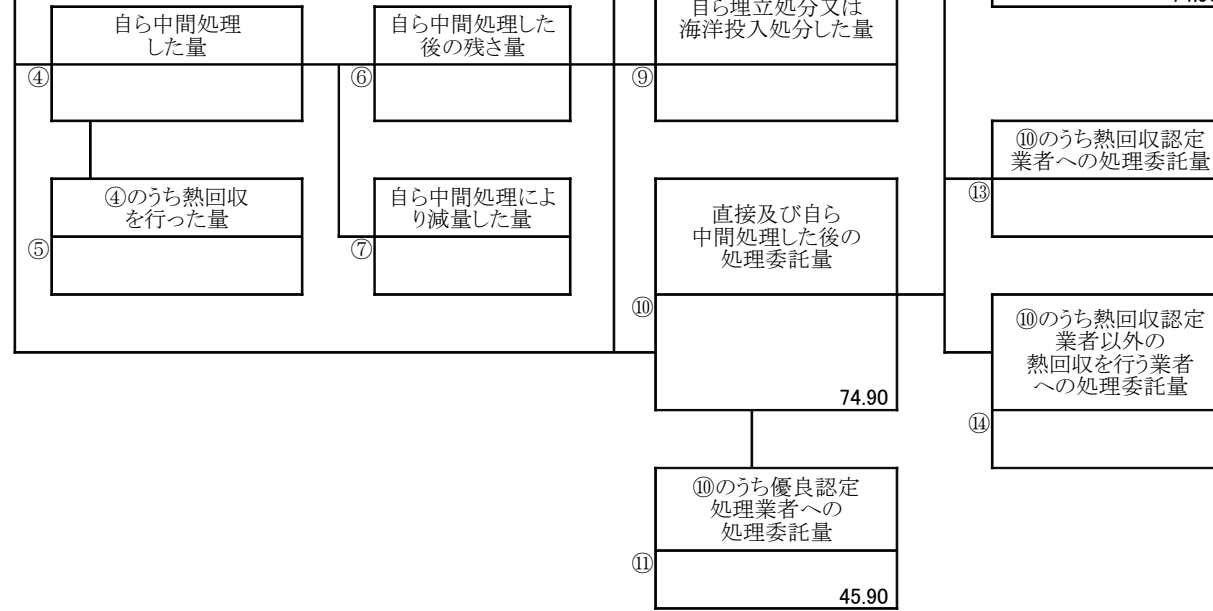 自ら中間処理
した量
④
自ら中間処理した
後の残さ量
⑥
自ら埋立処分又は
海洋投入処分した量
⑨
④のうち熱回収
を行った量
⑤
自ら中間処理によ
り減量した量
⑦
直接及び自ら
中間処理した後の
処理委託量
⑩
74.90
⑩のうち優良認定
処理業者への
処理委託量
⑪
45.90
⑩のうち熱回収認定
業者への処理委託量
⑬
⑩のうち熱回収認定
業者以外の
熱回収を行う業者
への処理委託量
⑭